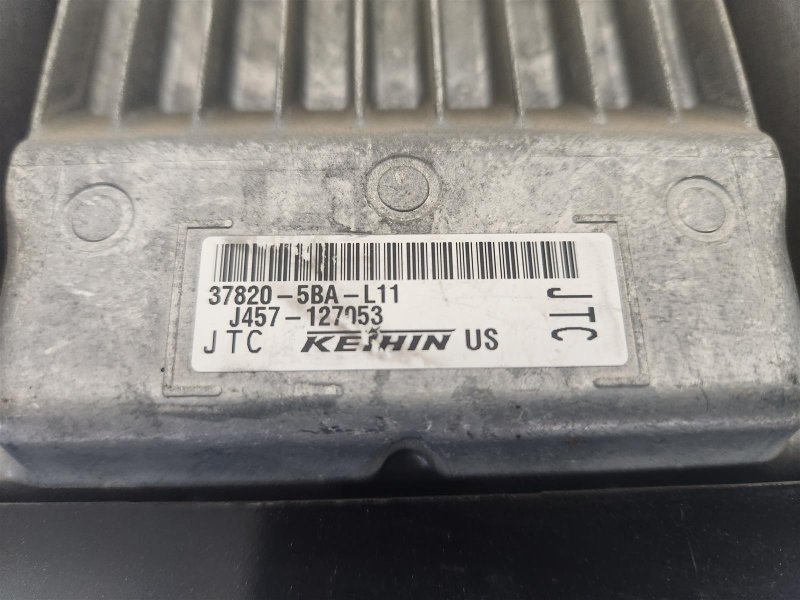 37820-5BA-L11
J457-127053
JTC KEIHIN US
JTC